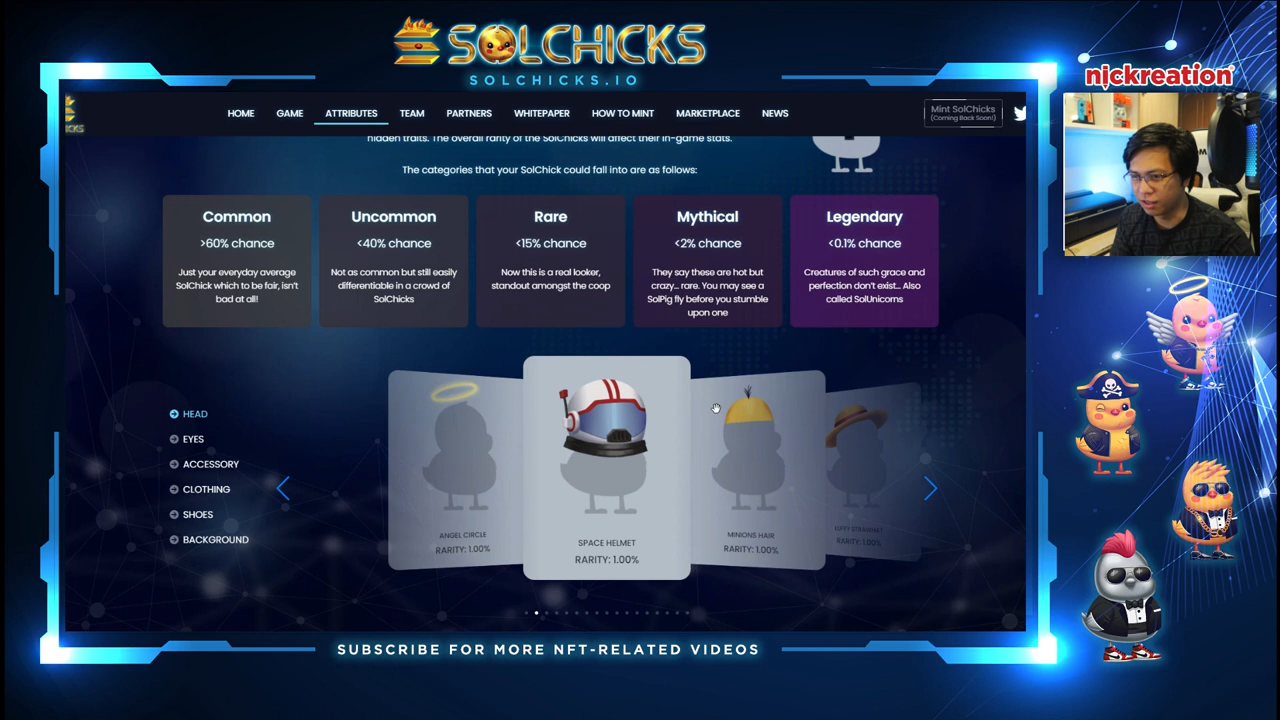 SOLCHICKS
SOLCHICKS.IO
nickreation
HOME GAME ATTRIBUTES TEAM PARTNERS WHITEPAPER HOW TO MINT MARKETPLACE NEWS
Mint SolChicks
(Coming Back Soon!)
hidden traits. The overall rarity of the SolChicks will affect their in-game stats.
The categories that your SolChick could fall into are as follows:
Common
>60% chance
Just your everyday average
SolChick which to be fair, isn't
bad at all!
Uncommon
<40% chance
Not as common but still easily
differentiable in a crowd of
SolChicks
Rare
<15% chance
Now this is a real looker,
standout amongst the coop
Mythical
<2% chance
They say these are hot but
crazy... rare. You may see a
SolPig fly before you stumble
upon one
Legendary
<0.1% chance
Creatures of such grace and
perfection don't exist... Also
called SolUnicorns
HEAD
EYES
ACCESSORY
CLOTHING
SHOES
BACKGROUND
ANGEL CIRCLE
RARITY: 1.00%
SPACE HELMET
RARITY: 1.00%
MINIONS HAIR
RARITY: 1.00%
LUFFY STRAWHAT
RARITY: 1.00%
SUBSCRIBE FOR MORE NFT-RELATED VIDEOS